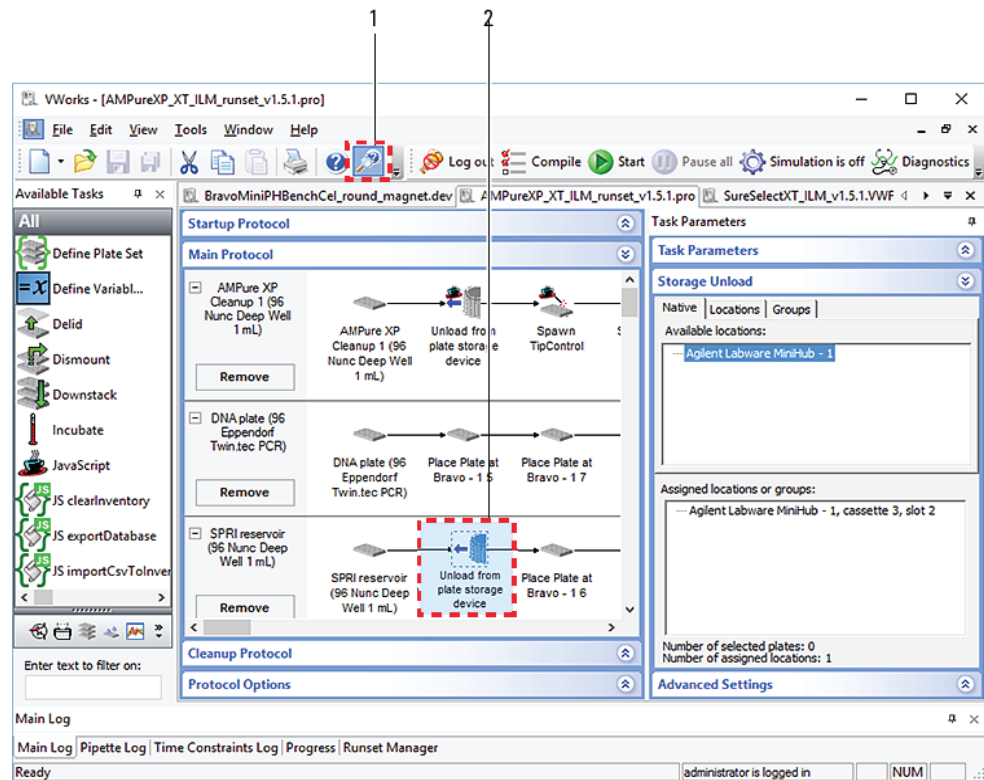 1 2
VWorks - [AMPureXP_XT_ILM_runset_v1.5.1.pro]
File Edit View Tools Window Help
Log out Compile Start Pause all Simulation is off Diagnostics
Available Tasks
BravoMiniPHBenchCel_round_magnet.dev AMPureXP_XT_ILM_runset_v1.5.1.pro SureSelectXT_ILM_v1.5.1.VWF
All
Define Plate Set
=x Define Variabl...
Delid
Dismount
Downstack
Incubate
JavaScript
JS clearInventory
JS exportDatabase
JS importCsvToInver
Enter text to filter on:
Startup Protocol
Main Protocol
AMPure XP
Cleanup 1 (96
Nunc Deep Well
1 mL)
Remove
AMPure XP
Cleanup 1 (96
Nunc Deep Well
1 mL)
Unload from
plate storage
device
Spawn
TipControl
DNA plate (96
Eppendorf
Twin.tec PCR)
Remove
DNA plate (96
Eppendorf
Twin.tec PCR)
Place Plate at
Bravo - 1 5
Place Plate at
Bravo - 1 7
SPRI reservoir
(96 Nunc Deep
Well 1 mL)
Remove
SPRI reservoir
(96 Nunc Deep
Well 1 mL)
Unload from
plate storage
device
Place Plate at
Bravo - 1 6
Cleanup Protocol
Protocol Options
Task Parameters
Task Parameters
Storage Unload
Native Locations Groups
Available locations:
Agilent Labware MiniHub - 1
Assigned locations or groups:
Agilent Labware MiniHub - 1, cassette 3, slot 2
Number of selected plates: 0
Number of assigned locations: 1
Advanced Settings
Main Log
Main Log Pipette Log Time Constraints Log Progress Runset Manager
Ready administrator is logged in NUM